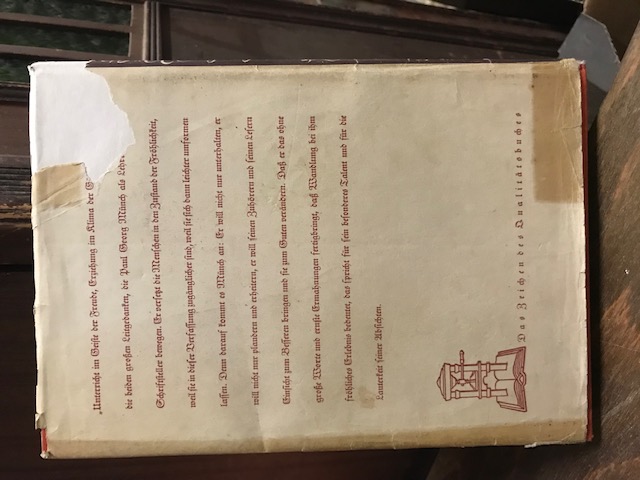 „Unterricht im Geiste der Freude, Erziehung im Klima der
die beiden großen Leitgedanken, die Paul Georg Münch als
Schriftsteller bewegen. Er versetzt die Menschen in den Zustand der Fröhlichkeit,
weil sie in dieser Verfassung zugänglicher sind, weil sie sich dann leichter umformen
lassen. Denn darauf kommt es Münch an: Er will nicht nur unterhalten, er
will nicht nur plaudern und erheitern, er will seinen Zuhörern und seinen Lesern
Einsicht zum Besseren bringen und sie zum Guten verändern. Daß er das ohne
große Worte und ernste Ermahnungen fertigbringt, daß Wandlung bei ihm
fröhliches Erlebnis bedeutet, das spricht für sein besonderes Talent und für die
Lauterkeit seiner Absichten.
Das Zeichen des Qualitätsbuches